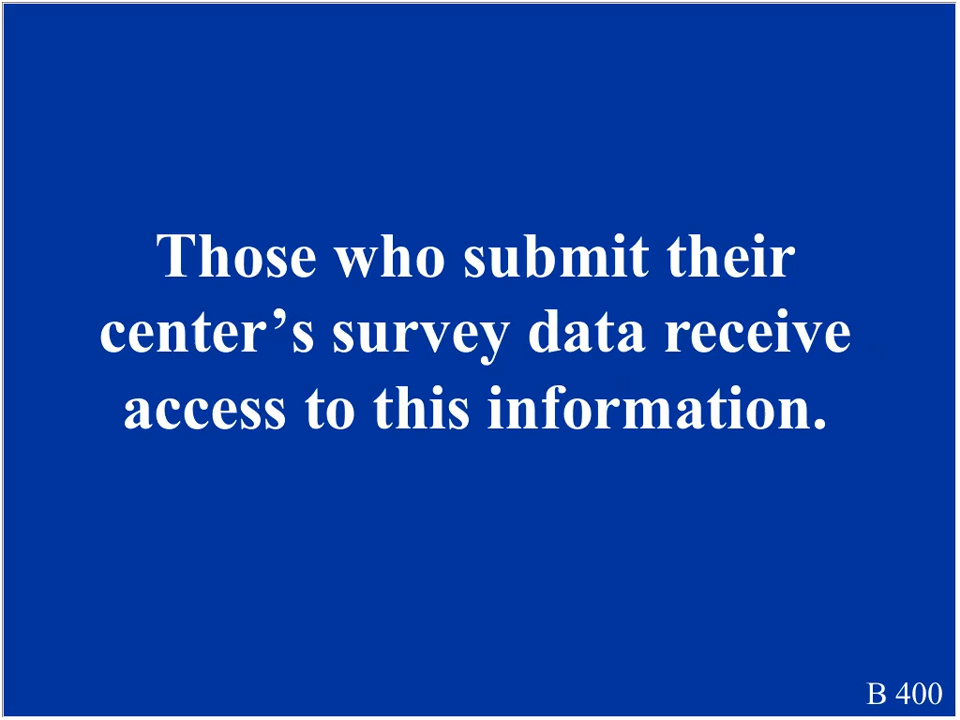 Those who submit their
center’s survey data receive
access to this information.
B 400